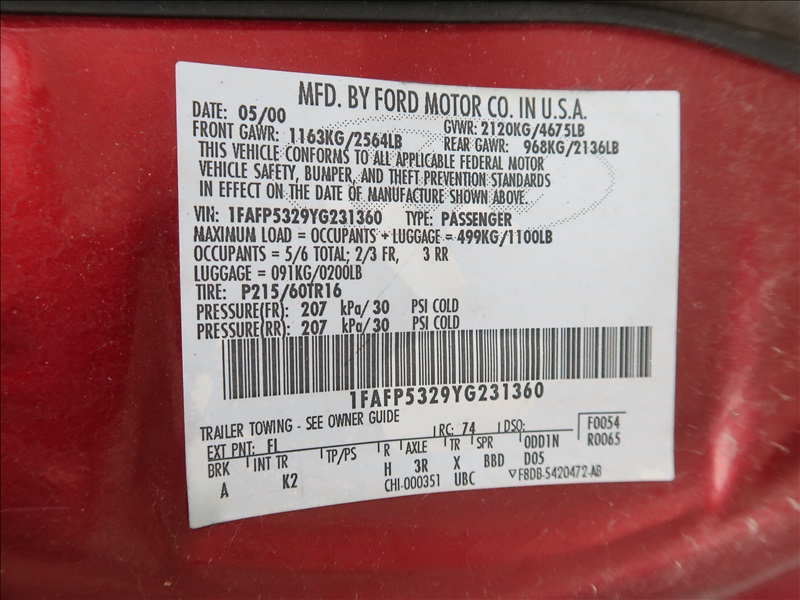 MFD. BY FORD MOTOR CO. IN U.S.A.
DATE: 05/00 GVWR: 2120KG/4675LB
FRONT GAWR: 1163KG/2564LB REAR GAWR: 968KG/2136LB
THIS VEHICLE CONFORMS TO ALL APPLICABLE FEDERAL MOTOR
VEHICLE SAFETY, BUMPER, AND THEFT PREVENTION STANDARDS
IN EFFECT ON THE DATE OF MANUFACTURE SHOWN ABOVE.
VIN: 1FAFP5329YG231360 TYPE: PASSENGER
MAXIMUM LOAD = OCCUPANTS + LUGGAGE = 499KG/1100LB
OCCUPANTS = 5/6 TOTAL; 2/3 FR, 3 RR
LUGGAGE = 091KG/0200LB
TIRE: P215/60TR16
PRESSURE(FR): 207 kPa/ 30 PSI COLD
PRESSURE(RR): 207 kPa/ 30 PSI COLD
1FAFP5329YG231360
TRAILER TOWING - SEE OWNER GUIDE
EXT PNT: FL RC: 74 DSO: F0054
BRK INT TR TP/PS R AXLE TR SPR ODD1N R0065
A K2 H 3R X BBD D05
CHI-000351 UBC ▽F8DB-5420472-AB